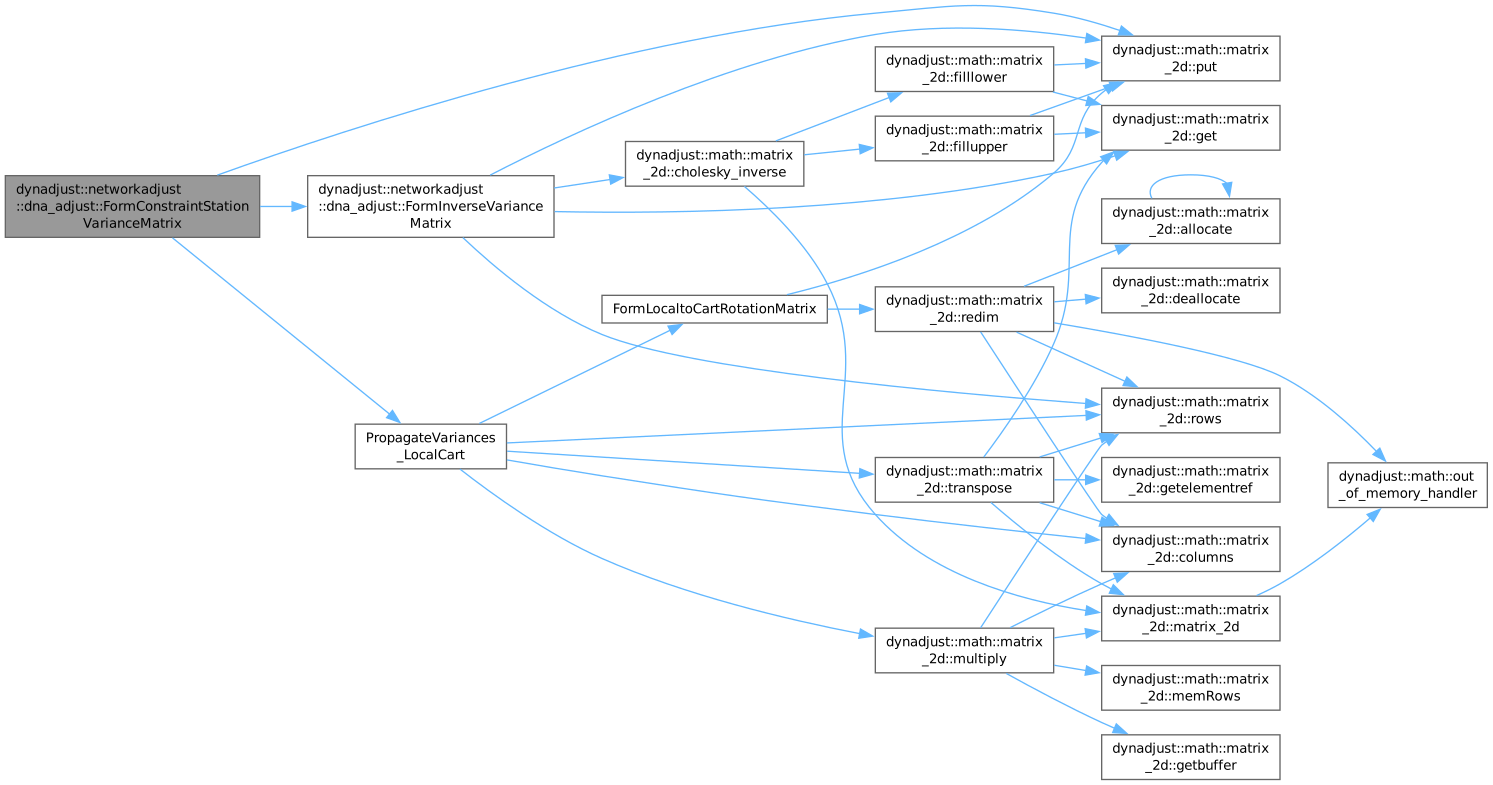 dynadjust::networkadjust
::dna_adjust::FormConstraintStation
VarianceMatrix
dynadjust::networkadjust
::dna_adjust::FormInverseVariance
Matrix
PropagateVariances
_LocalCart
dynadjust::math::matrix
_2d::cholesky_inverse
FormLocaltoCartRotationMatrix
dynadjust::math::matrix
_2d::filllower
dynadjust::math::matrix
_2d::fillupper
dynadjust::math::matrix
_2d::redim
dynadjust::math::matrix
_2d::transpose
dynadjust::math::matrix
_2d::multiply
dynadjust::math::matrix
_2d::put
dynadjust::math::matrix
_2d::get
dynadjust::math::matrix
_2d::allocate
dynadjust::math::matrix
_2d::deallocate
dynadjust::math::matrix
_2d::rows
dynadjust::math::matrix
_2d::getelementref
dynadjust::math::matrix
_2d::columns
dynadjust::math::matrix
_2d::matrix_2d
dynadjust::math::matrix
_2d::memRows
dynadjust::math::matrix
_2d::getbuffer
dynadjust::math::out
_of_memory_handler